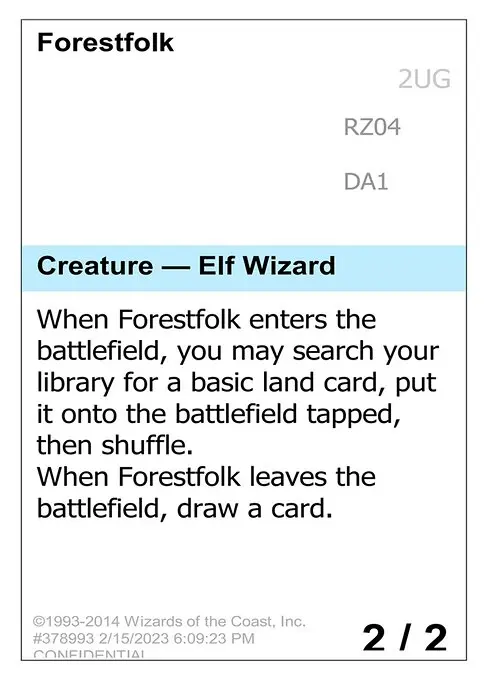 Forestfolk
2UG
RZ04
DA1
Creature — Elf Wizard
When Forestfolk enters the
battlefield, you may search your
library for a basic land card, put
it onto the battlefield tapped,
then shuffle.
When Forestfolk leaves the
battlefield, draw a card.
©1993-2014 Wizards of the Coast, Inc.
#378993 2/15/2023 6:09:23 PM
CONFIDENTIAL
2 / 2